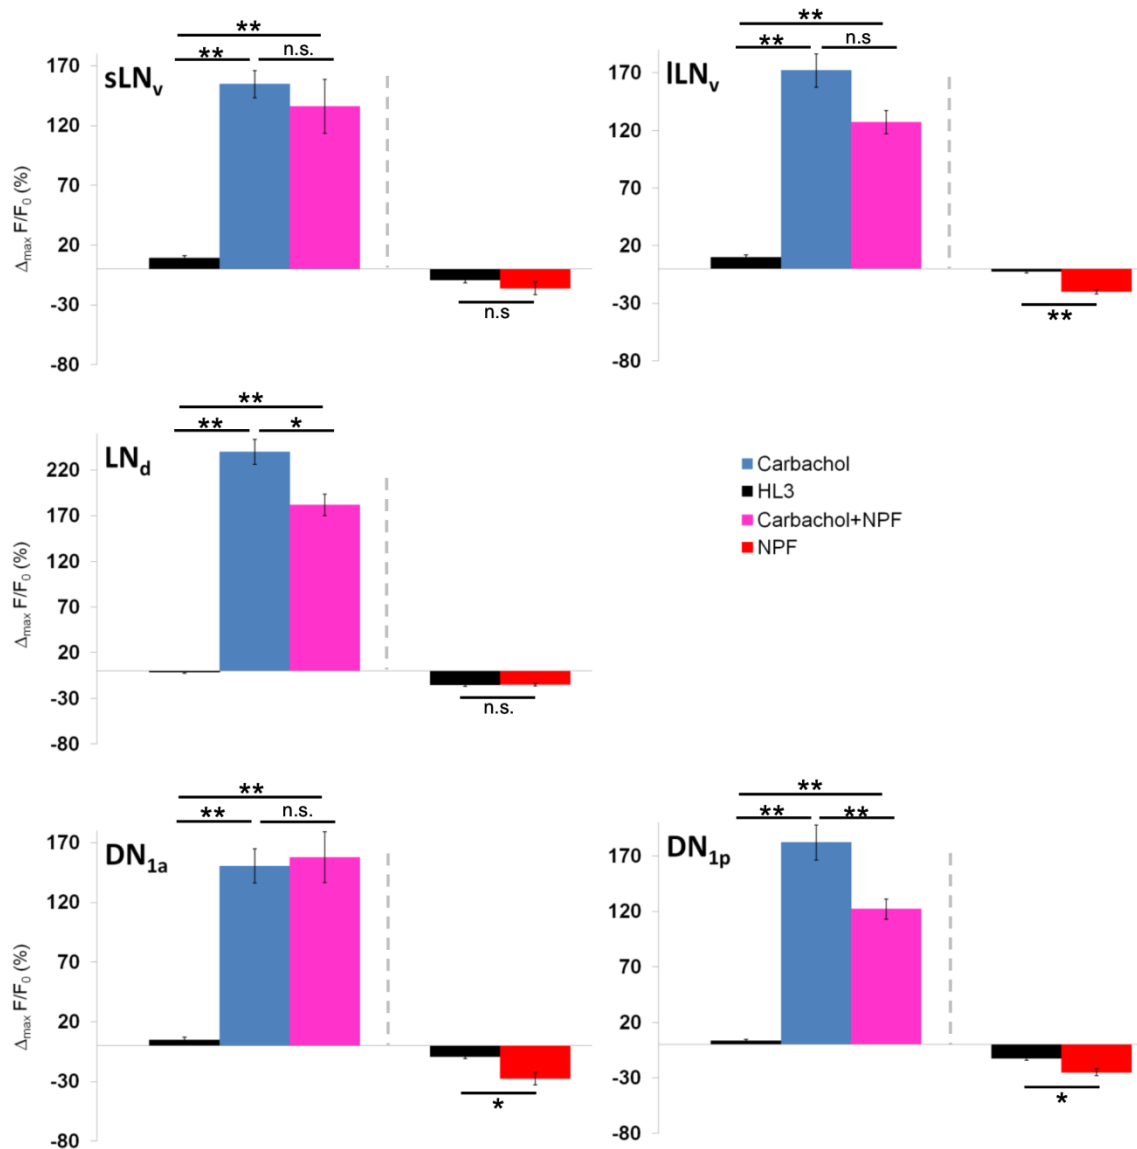 **
** n.s.
170
sLNv
120
70
20
-30
-80
Δmax F/F0 (%)
n.s
**
** n.s
170
lLNv
120
70
20
-30
-80
**
**
** *
LNd
220
170
120
70
20
-30
-80
Δmax F/F0 (%)
n.s.
Carbachol
HL3
Carbachol+NPF
NPF
**
** n.s.
170
DN1a
120
70
20
-30
-80
Δmax F/F0 (%)
*
**
** **
DN1p
170
120
70
20
-30
-80
*